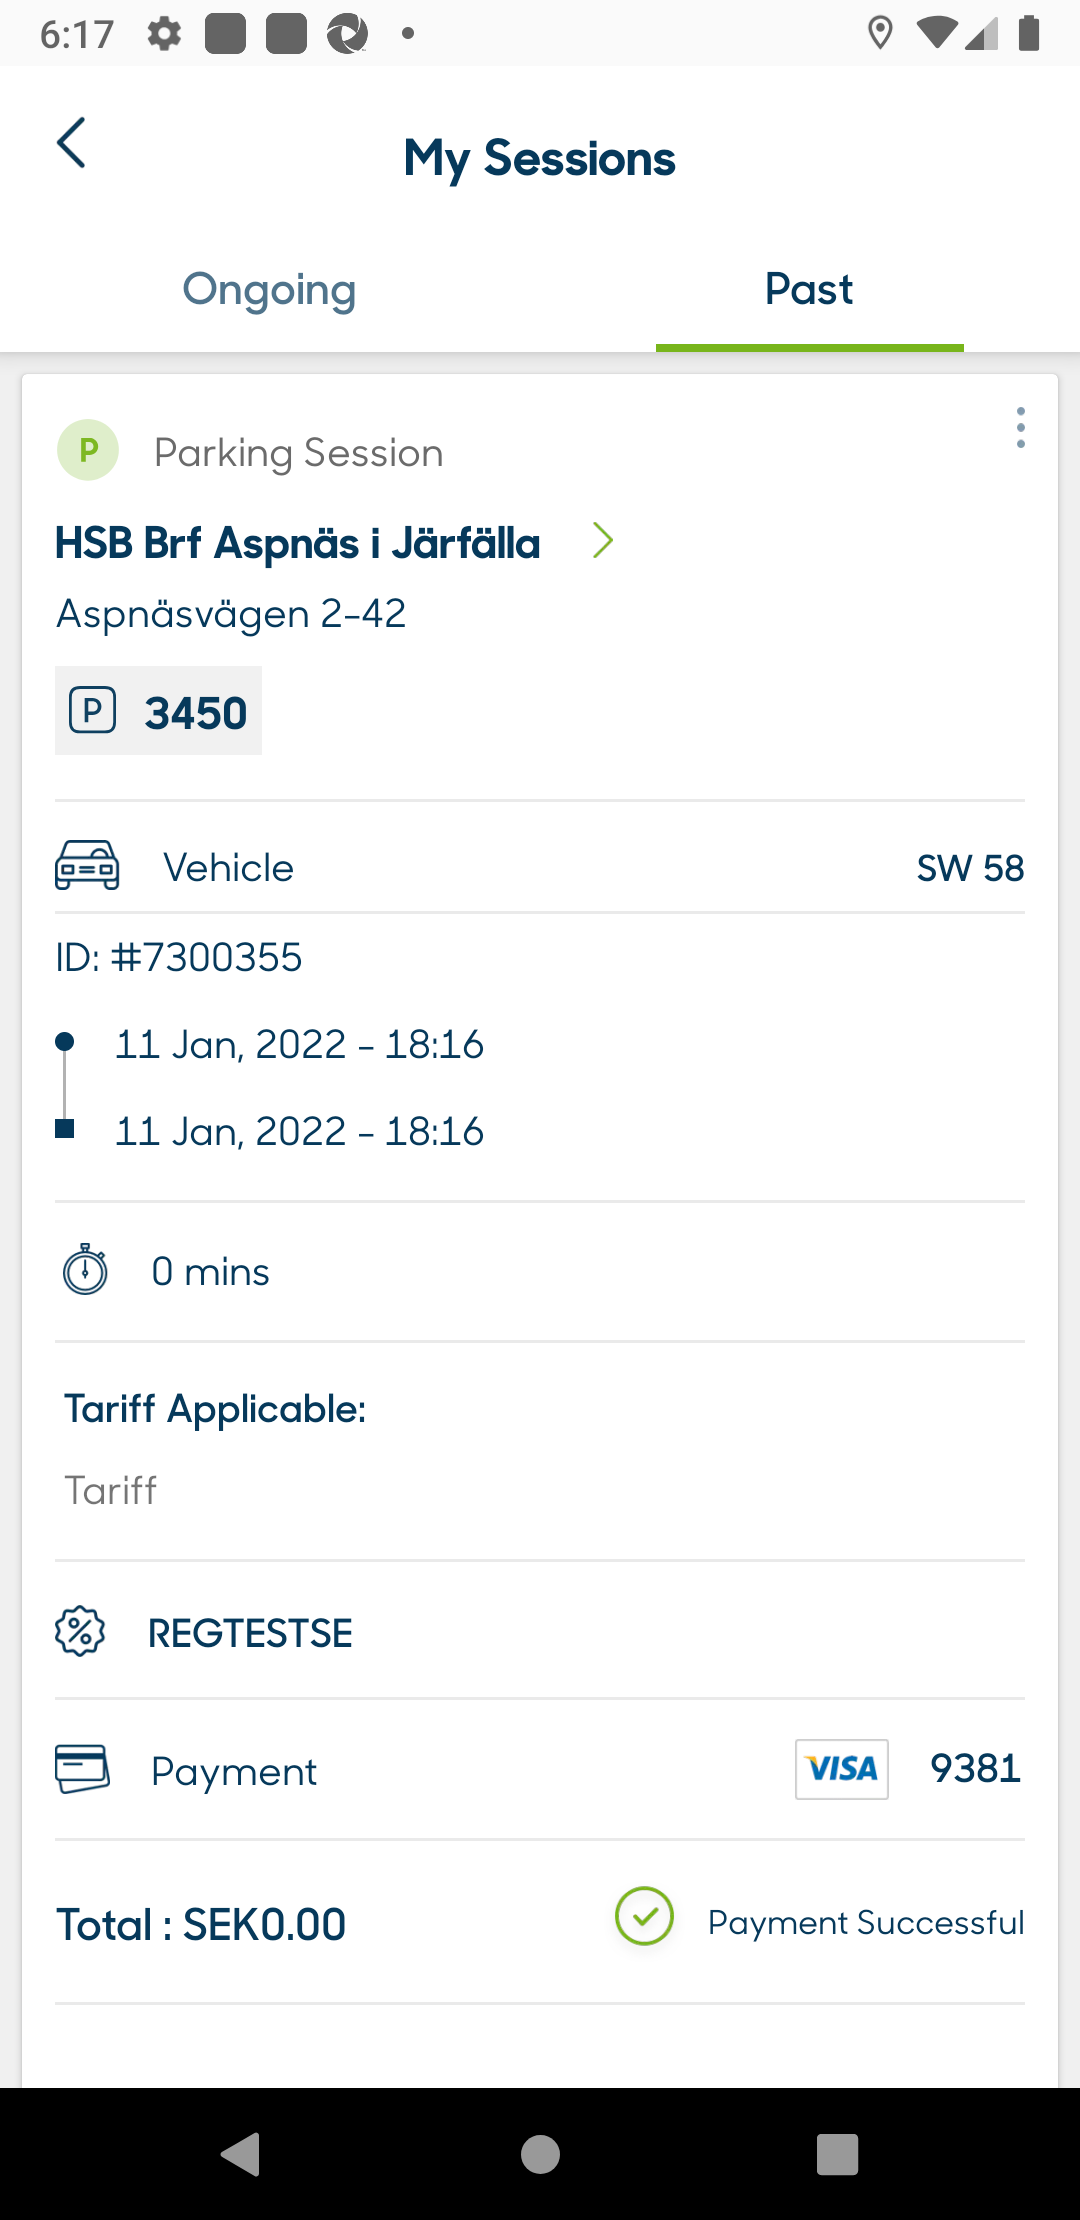 6:17
My Sessions
Ongoing Past
P Parking Session
HSB Brf Aspnäs i Järfälla
Aspnäsvägen 2-42
P 3450
Vehicle SW 58
ID: #7300355
11 Jan, 2022 - 18:16
11 Jan, 2022 - 18:16
0 mins
Tariff Applicable:
Tariff
REGTESTSE
Payment VISA 9381
Total : SEK0.00 Payment Successful